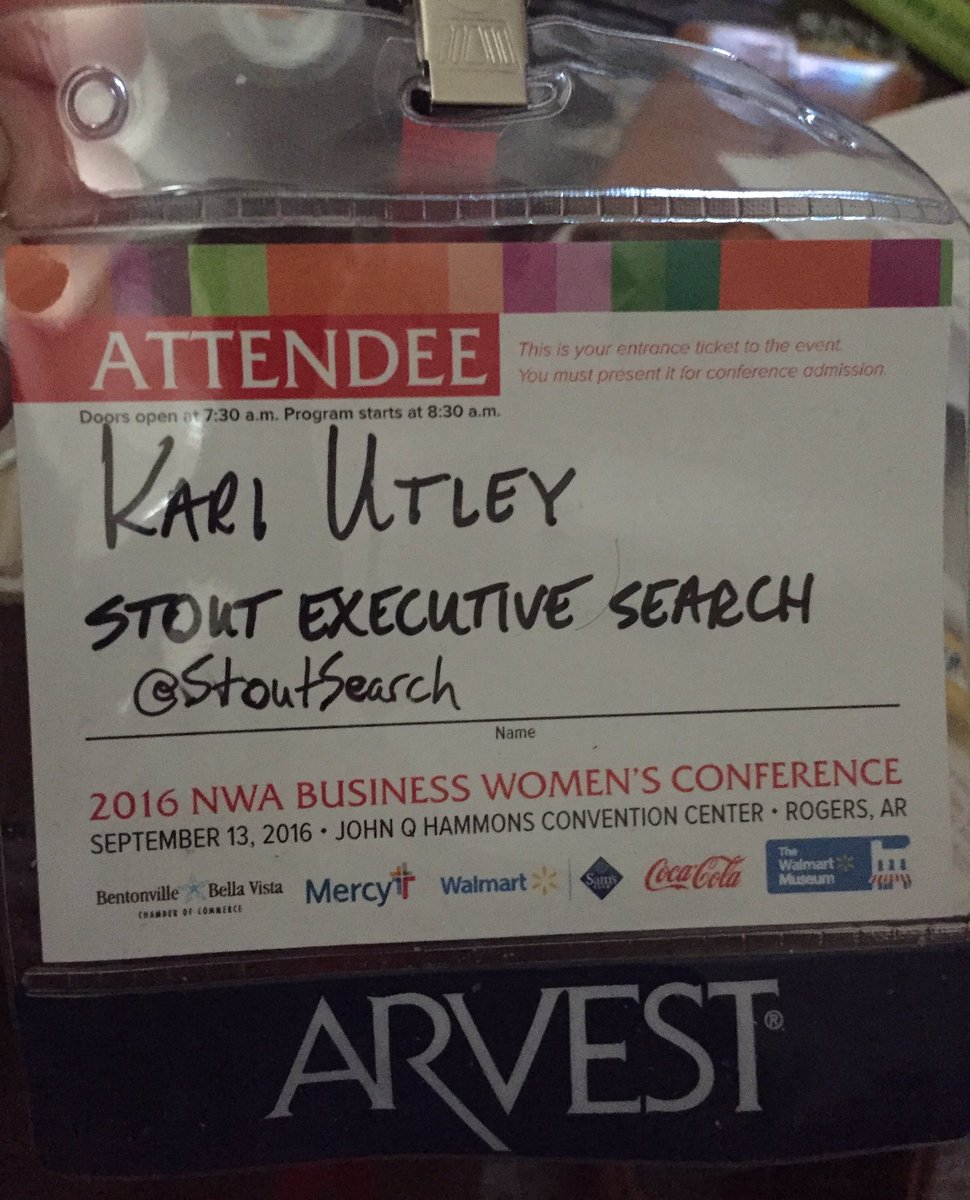 ATTENDEE
This is your entrance ticket to the event.
You must present it for conference admission.
Doors open at 7:30 a.m. Program starts at 8:30 a.m.
KARI UTLEY
STOUT EXECUTIVE SEARCH
@StoutSearch
Name
2016 NWA BUSINESS WOMEN'S CONFERENCE
SEPTEMBER 13, 2016 • JOHN Q HAMMONS CONVENTION CENTER • ROGERS, AR
Bentonville Bella Vista
CHAMBER OF COMMERCE
Mercy
Walmart
Sam's
Coca-Cola
The
Walmart
Museum
ARVEST®